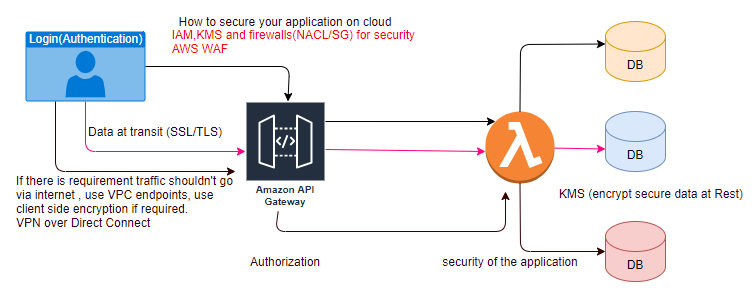 How to secure your application on cloud
IAM,KMS and firewalls(NACL/SG) for security
AWS WAF
Login(Authentication)
Data at transit (SSL/TLS)
If there is requirement traffic shouldn't go
via internet , use VPC endpoints, use
client side encryption if required.
VPN over Direct Connect
</>
Amazon API
Gateway
Authorization
λ
security of the application
DB
DB
KMS (encrypt secure data at Rest)
DB